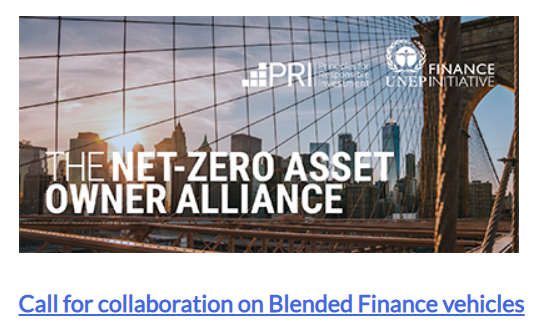 PRI Principles for
Responsible
Investment
FINANCE
UNEP INITIATIVE
THE NET-ZERO ASSET
OWNER ALLIANCE
Call for collaboration on Blended Finance vehicles